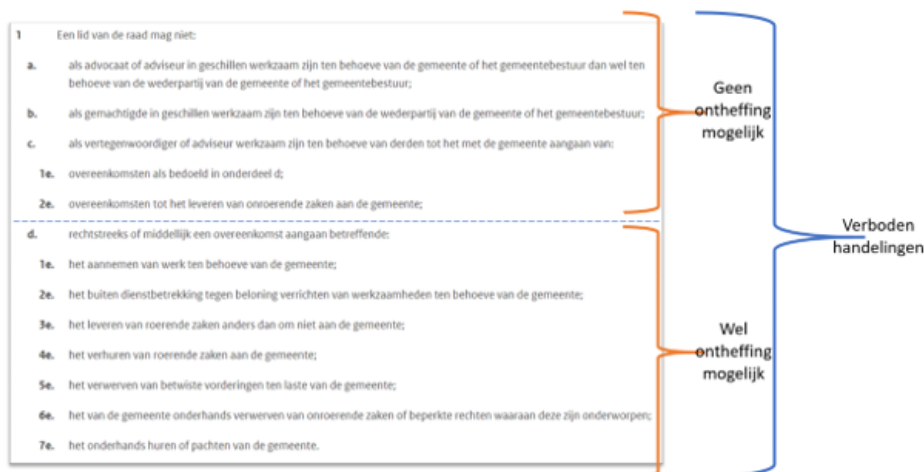 1 Een lid van de raad mag niet:
a. als advocaat of adviseur in geschillen werkzaam zijn ten behoeve van de gemeente of het gemeentebestuur dan wel ten
behoeve van de wederpartij van de gemeente of het gemeentebestuur;
b. als gemachtigde in geschillen werkzaam zijn ten behoeve van de wederpartij van de gemeente of het gemeentebestuur;
c. als vertegenwoordiger of adviseur werkzaam zijn ten behoeve van derden tot het met de gemeente aangaan van:
1e. overeenkomsten als bedoeld in onderdeel d;
2e. overeenkomsten tot het leveren van onroerende zaken aan de gemeente;
d. rechtstreeks of middellijk een overeenkomst aangaan betreffende:
1e. het aannemen van werk ten behoeve van de gemeente;
2e. het buiten dienstbetrekking tegen beloning verrichten van werkzaamheden ten behoeve van de gemeente;
3e. het leveren van roerende zaken anders dan om niet aan de gemeente;
4e. het verhuren van roerende zaken aan de gemeente;
5e. het verwerven van betwiste vorderingen ten laste van de gemeente;
6e. het van de gemeente onderhands verwerven van onroerende zaken of beperkte rechten waaraan deze zijn onderworpen;
7e. het onderhands huren of pachten van de gemeente.
Geen
ontheffing
mogelijk
Wel
ontheffing
mogelijk
Verboden
handelingen